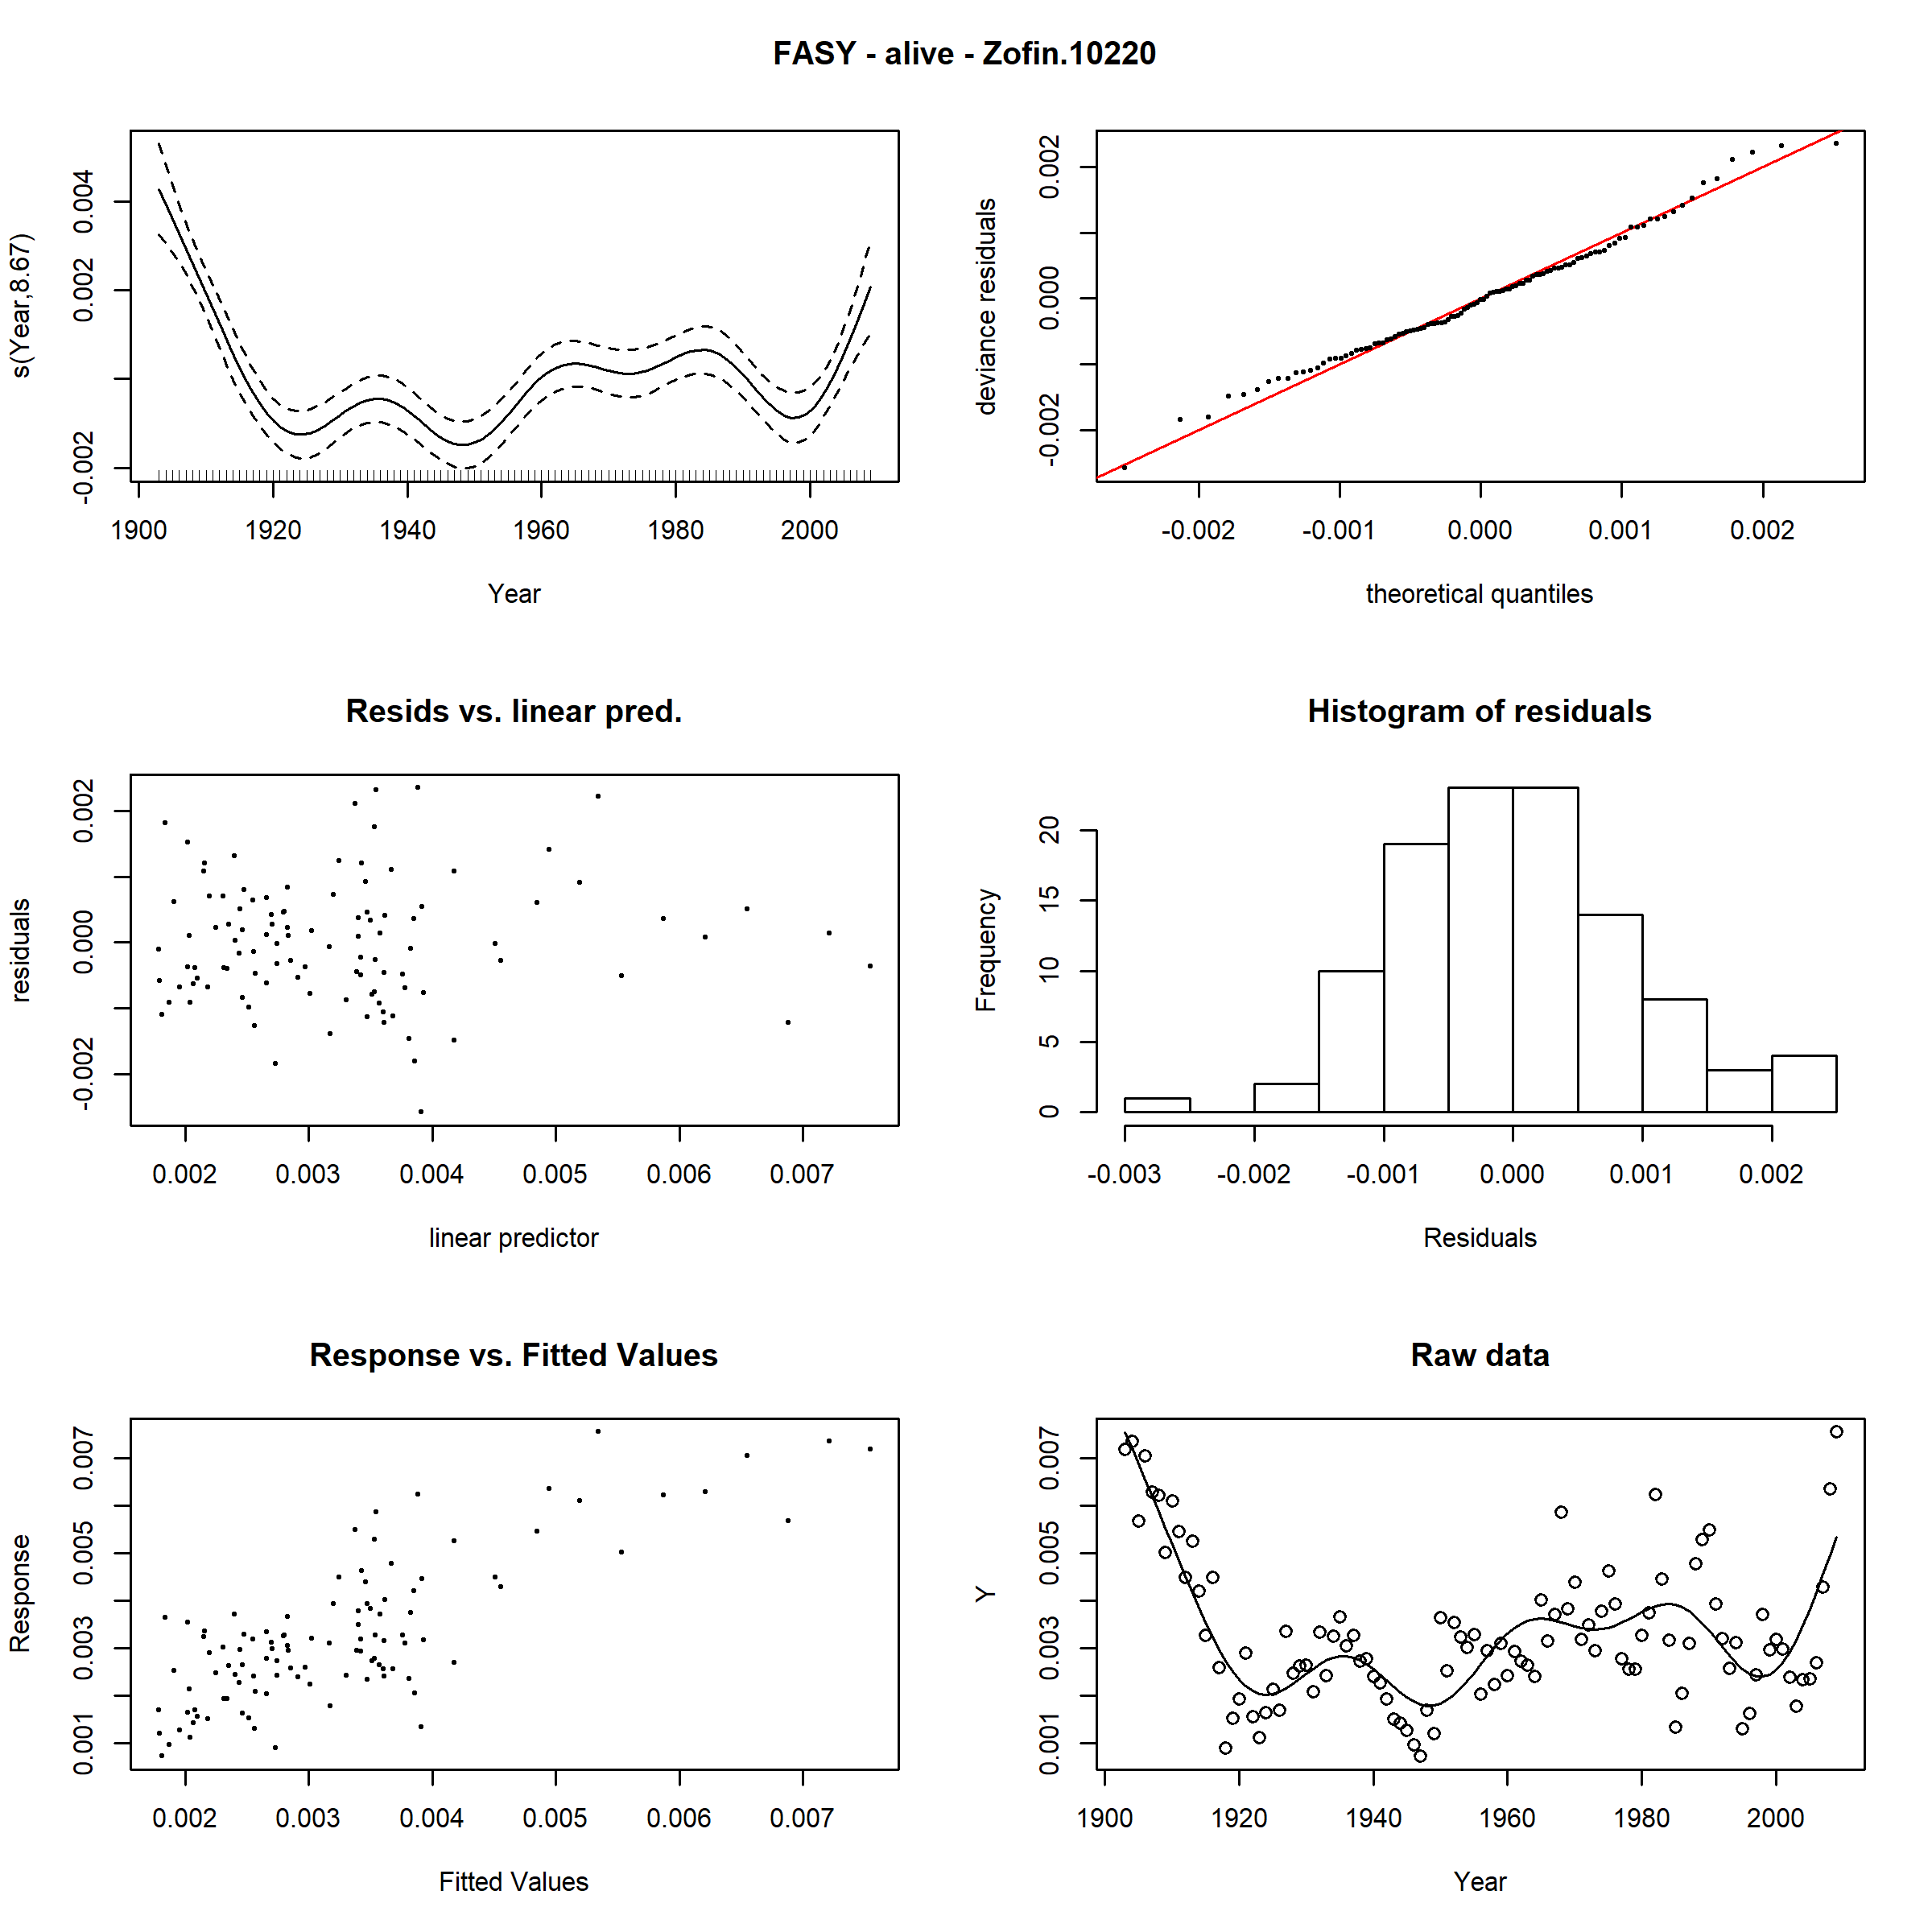 FASY - alive - Zofin.10220
s(Year,8.67)
-0.002 0.002 0.004
1900 1920 1940 1960 1980 2000
Year
deviance residuals
-0.002 0.000 0.002
-0.002 -0.001 0.000 0.001 0.002
theoretical quantiles
Resids vs. linear pred.
residuals
-0.002 0.000 0.002
0.002 0.003 0.004 0.005 0.006 0.007
linear predictor
Histogram of residuals
Frequency
0 5 10 15 20
-0.003 -0.002 -0.001 0.000 0.001 0.002
Residuals
Response vs. Fitted Values
Response
0.001 0.003 0.005 0.007
0.002 0.003 0.004 0.005 0.006 0.007
Fitted Values
Raw data
Y
0.001 0.003 0.005 0.007
1900 1920 1940 1960 1980 2000
Year